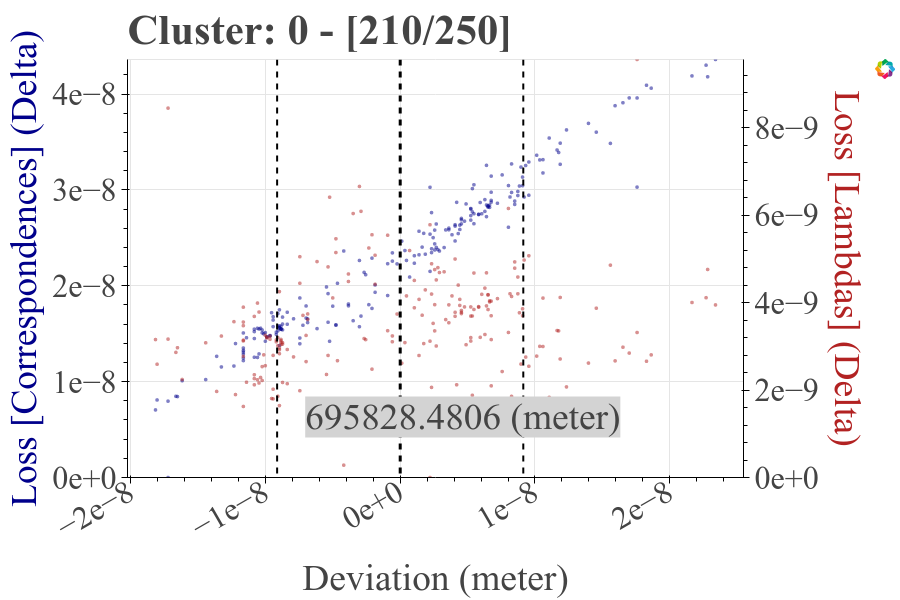 Cluster: 0 - [210/250]
Loss [Correspondences] (Delta)
4e−8
3e−8
2e−8
1e−8
0e+0
8e−9
6e−9
4e−9
2e−9
0e+0
Loss [Lambdas] (Delta)
695828.4806 (meter)
−2e−8
−1e−8
0e+0
1e−8
2e−8
Deviation (meter)